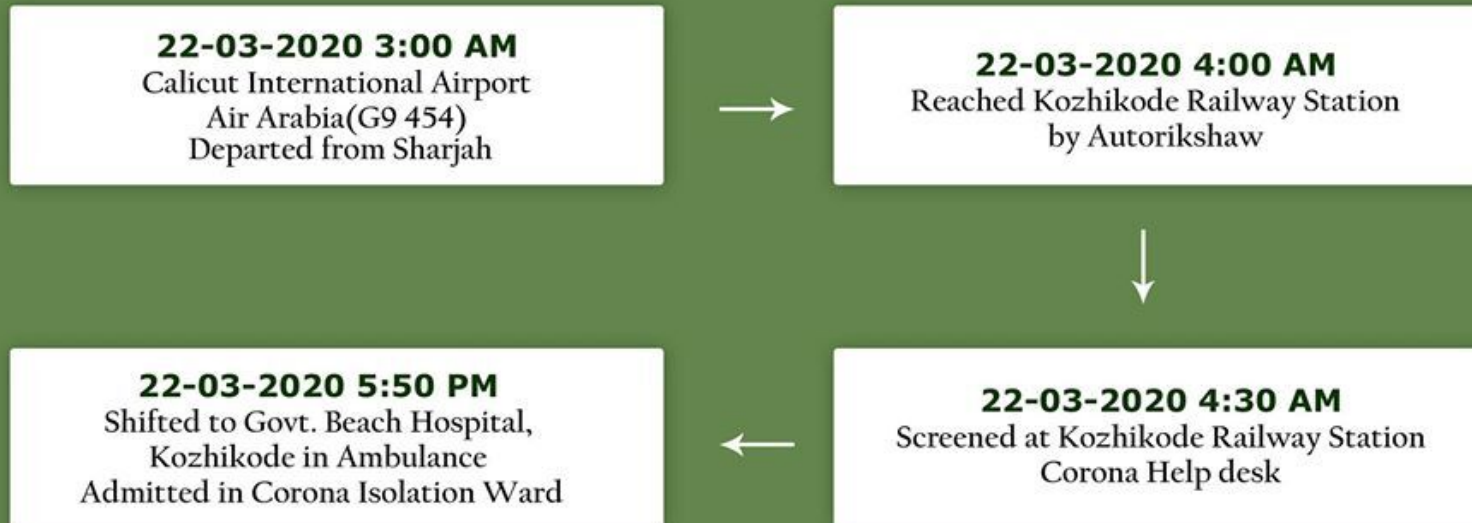 22-03-2020 3:00 AM
Calicut International Airport
Air Arabia(G9 454)
Departed from Sharjah
22-03-2020 4:00 AM
Reached Kozhikode Railway Station
by Autorikshaw
22-03-2020 4:30 AM
Screened at Kozhikode Railway Station
Corona Help desk
22-03-2020 5:50 PM
Shifted to Govt. Beach Hospital,
Kozhikode in Ambulance
Admitted in Corona Isolation Ward